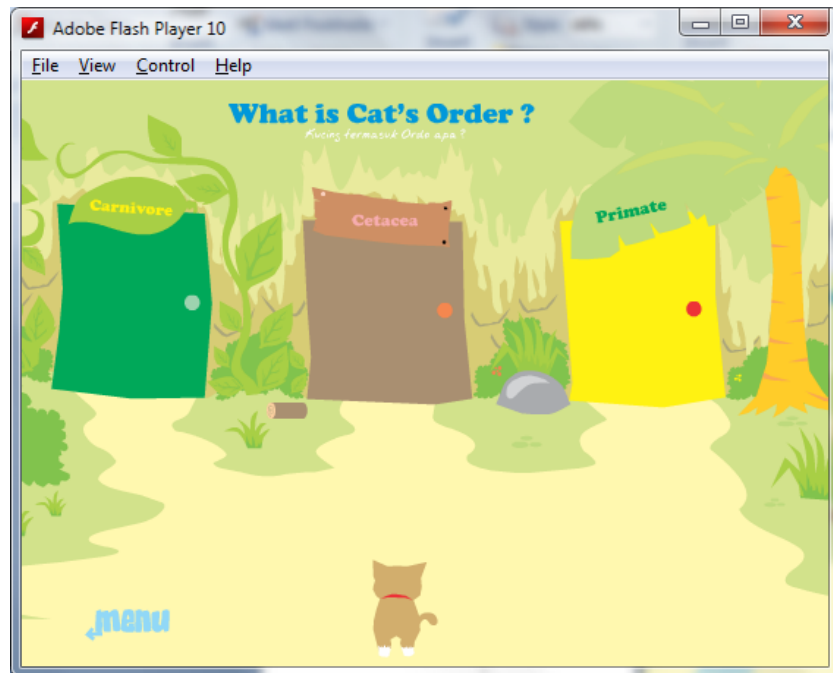 Adobe Flash Player 10
File View Control Help
What is Cat's Order ?
Kucing termasuk Ordo apa ?
Carnivore
Cetacea
Primate
menu